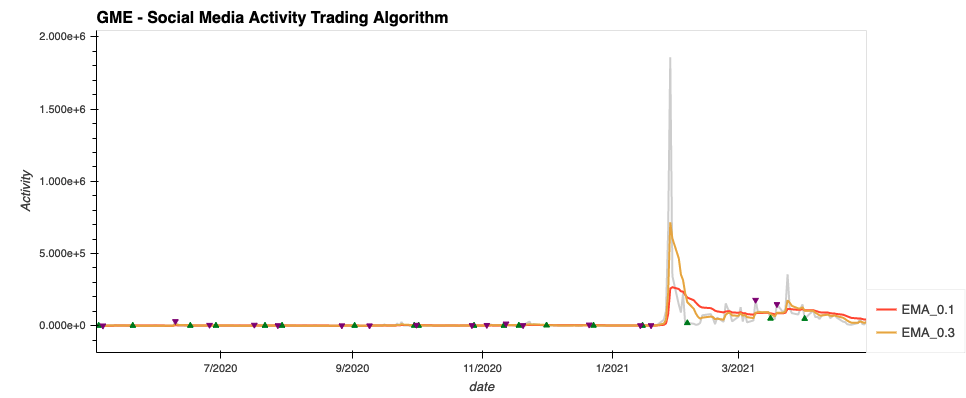 GME - Social Media Activity Trading Algorithm
2.000e+6
1.500e+6
1.000e+6
5.000e+5
0.000e+0
Activity
7/2020
9/2020
11/2020
1/2021
3/2021
date
EMA_0.1
EMA_0.3